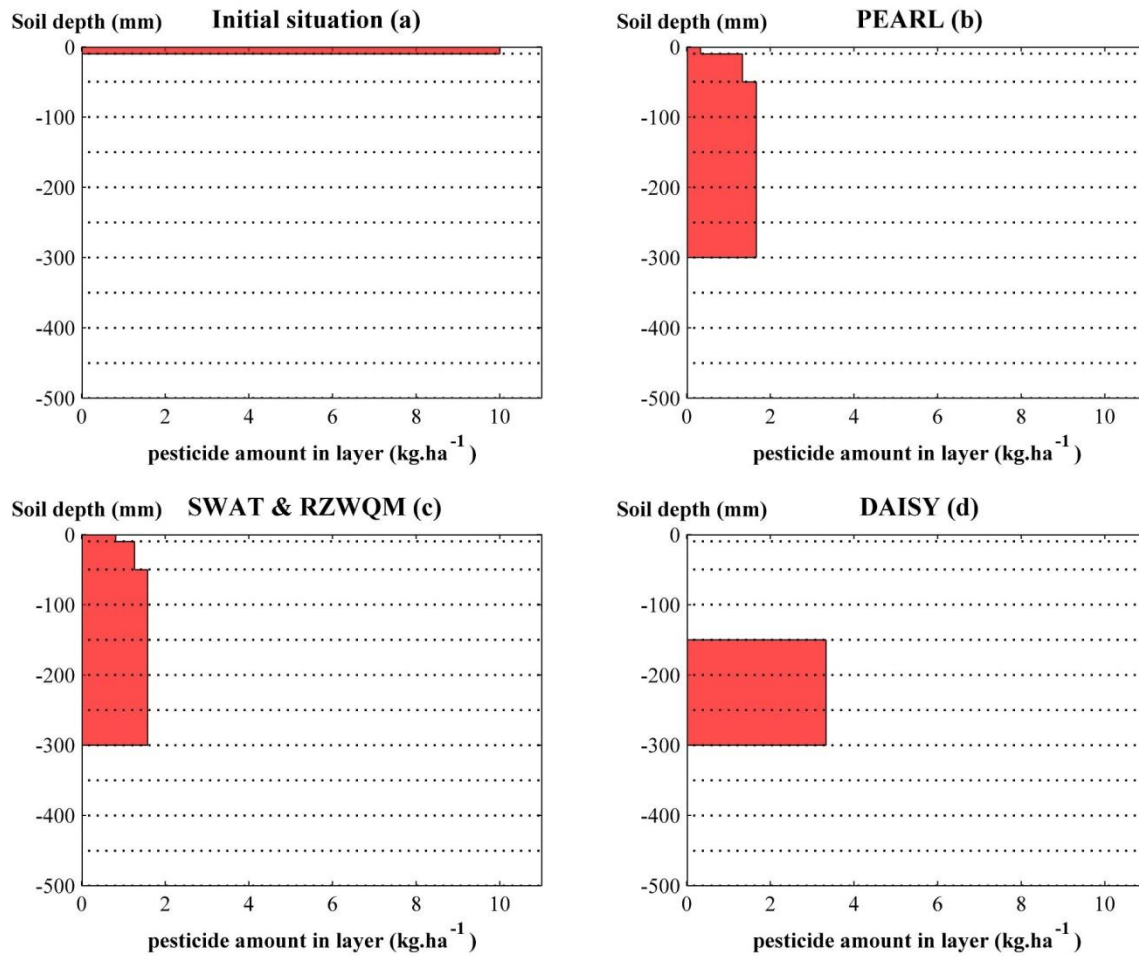 Soil depth (mm) Initial situation (a)
0
-100
-200
-300
-400
-500
0 2 4 6 8 10
pesticide amount in layer (kg.ha-1)
Soil depth (mm) PEARL (b)
0
-100
-200
-300
-400
-500
0 2 4 6 8 10
pesticide amount in layer (kg.ha-1)
Soil depth (mm) SWAT & RZWQM (c)
0
-100
-200
-300
-400
-500
0 2 4 6 8 10
pesticide amount in layer (kg.ha-1)
Soil depth (mm) DAISY (d)
0
-100
-200
-300
-400
-500
0 2 4 6 8 10
pesticide amount in layer (kg.ha-1)